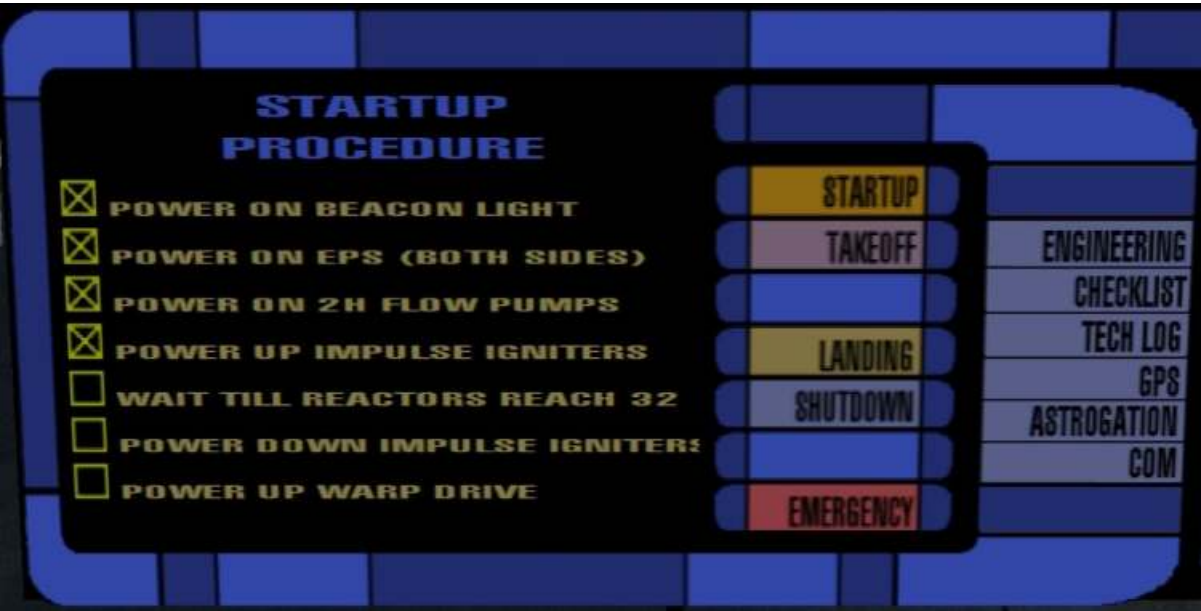 STARTUP
PROCEDURE
POWER ON BEACON LIGHT
POWER ON EPS (BOTH SIDES)
POWER ON 2H FLOW PUMPS
POWER UP IMPULSE IGNITERS
WAIT TILL REACTORS REACH 32
POWER DOWN IMPULSE IGNITERS
POWER UP WARP DRIVE
STARTUP
TAKEOFF
LANDING
SHUTDOWN
EMERGENCY
ENGINEERING
CHECKLIST
TECH LOG
GPS
ASTROGATION
COM